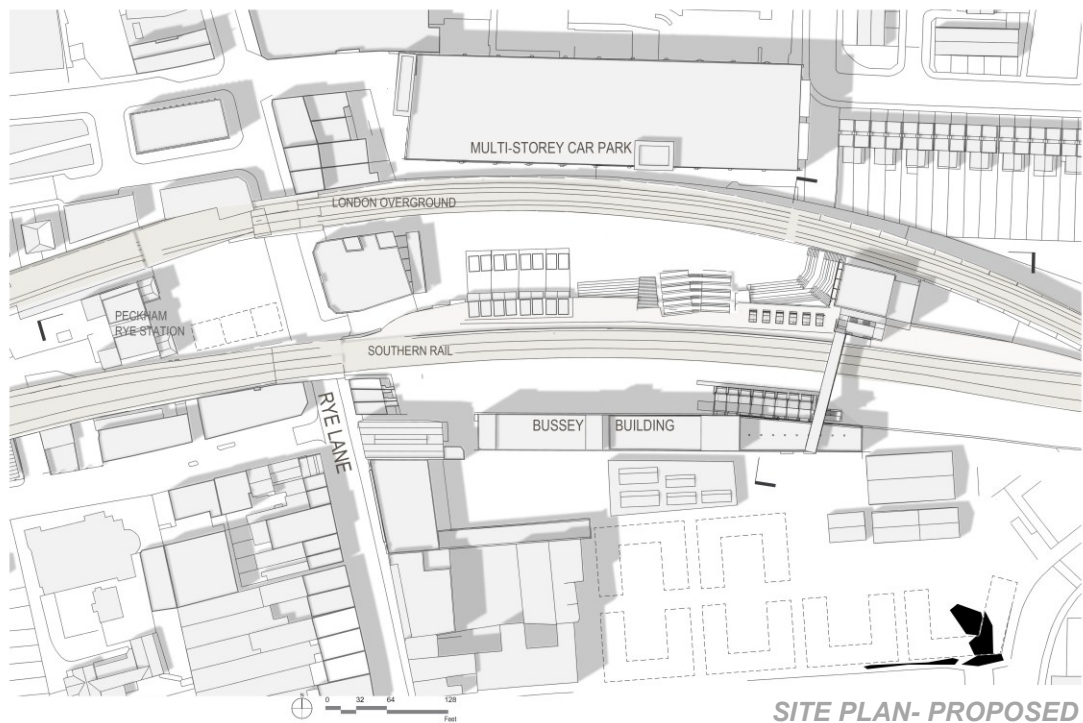 MULTI-STOREY CAR PARK
LONDON OVERGROUND
PECKHAM
RYE STATION
SOUTHERN RAIL
RYE LANE
BUSSEY BUILDING
N
0 32 64 128
Feet
SITE PLAN- PROPOSED